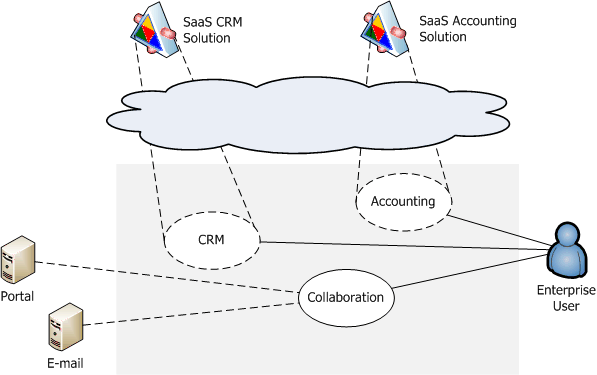 SaaS CRM
Solution
SaaS Accounting
Solution
Accounting
CRM
Portal
Collaboration
Enterprise
User
E-mail